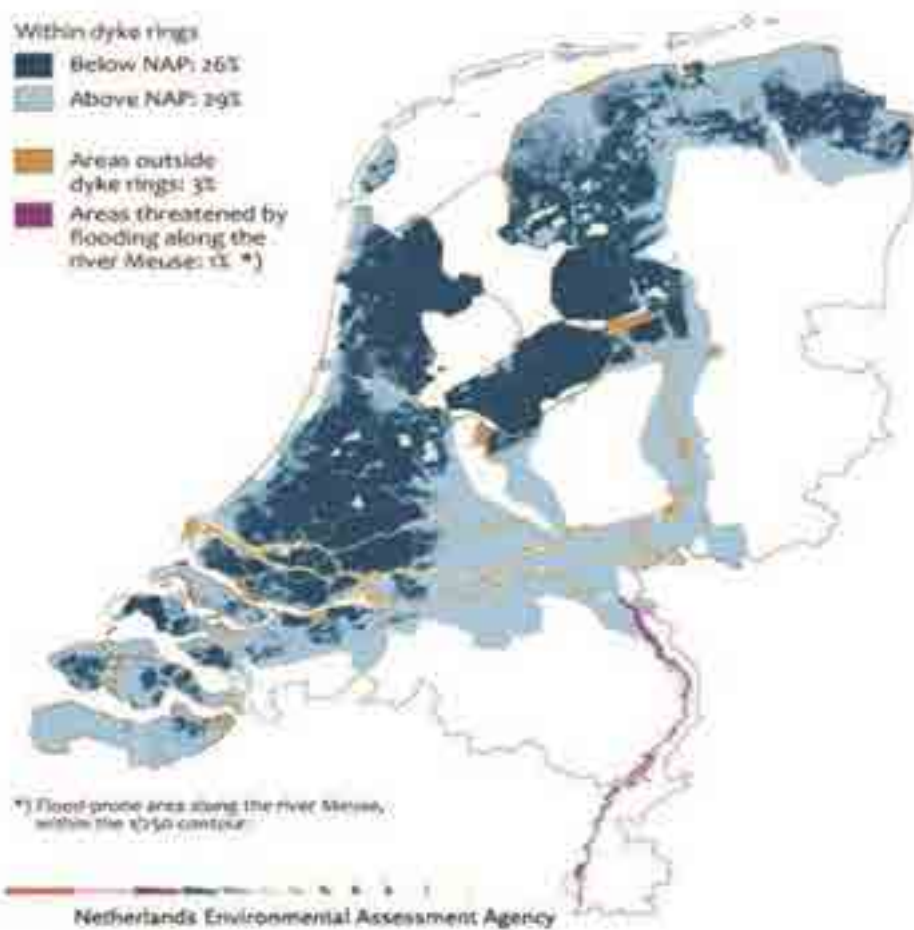 Within dyke rings
Below NAP: 26%
Above NAP: 29%
Areas outside
dyke rings: 3%
Areas threatened by
flooding along the
river Meuse: 1% *)
*) Flood-prone area along the river Meuse,
within the 1/250 contour.
Netherlands Environmental Assessment Agency